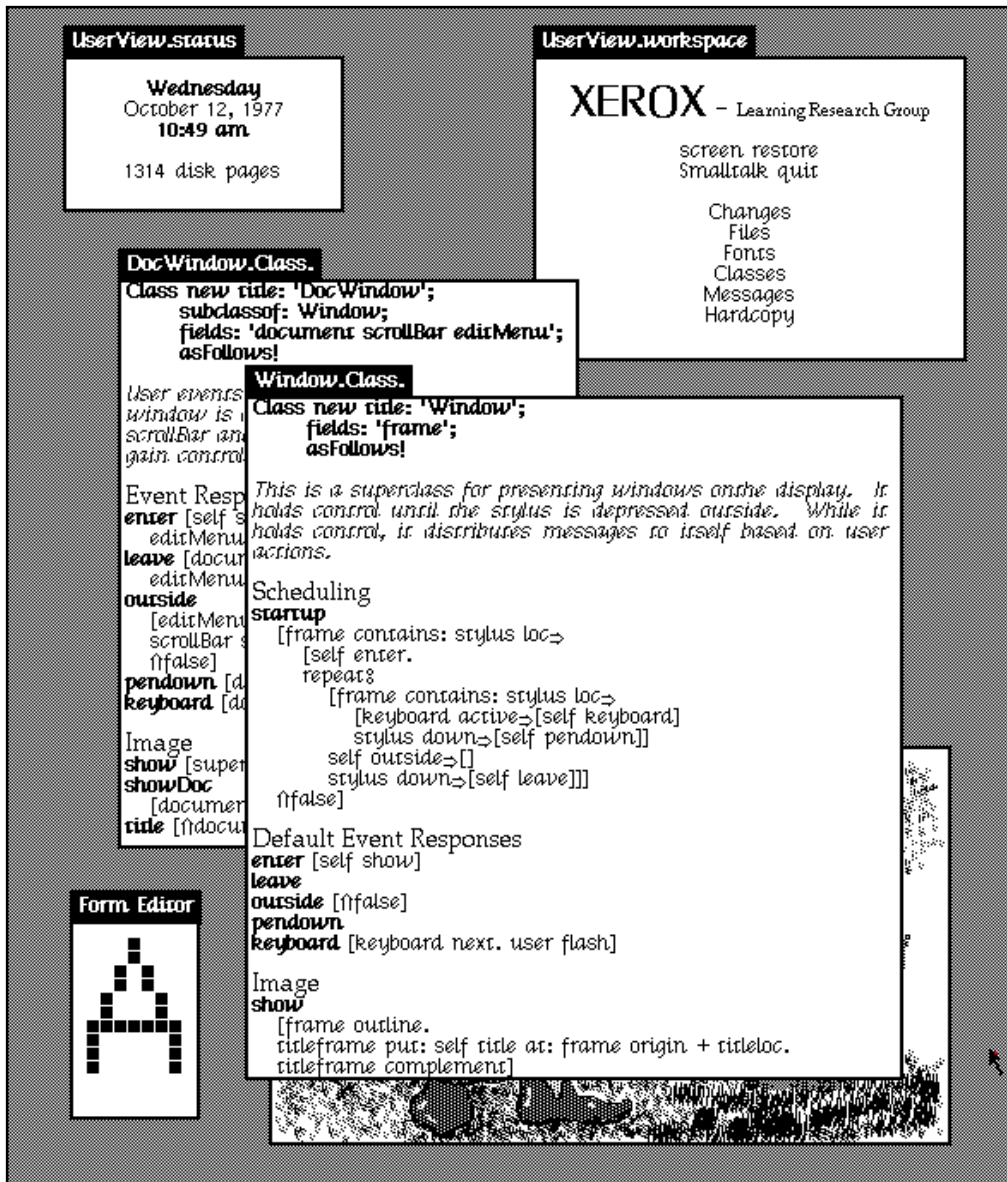 UserView.status
Wednesday
October 12, 1977
10:49 am
1314 disk pages
UserView.workspace
XEROX – Learning Research Group
screen restore
Smalltalk quit
Changes
Files
Fonts
Classes
Messages
Hardcopy
DocWindow.Class.
Class new title: 'DocWindow';
subclassof: Window;
fields: 'document scrollBar editMenu';
asFollows!
User events
window is
scrollBar an
gain control
Event Resp
enter [self s
editMenu
leave [docum
editMenu
outside
[editMenu
scrollBar s
⇑false]
pendown [d
keyboard [do
Image
show [super
showDoc
[documen
title [⇑docu
Window.Class.
Class new title: 'Window';
fields: 'frame';
asFollows!
This is a superclass for presenting windows onthe display. It
holds control until the stylus is depressed outside. While it
holds control, it distributes messages to itself based on user
actions.
Scheduling
startup
[frame contains: stylus loc⇒
[self enter.
repeat⦂
[frame contains: stylus loc⇒
[keyboard active⇒[self keyboard]
stylus down⇒[self pendown]]
self outside⇒[]
stylus down⇒[self leave]]]
⇑false]
Default Event Responses
enter [self show]
leave
outside [⇑false]
pendown
keyboard [keyboard next. user flash]
Image
show
[frame outline.
titleframe put: self title at: frame origin + titleloc.
titleframe complement]
Form Editor
A